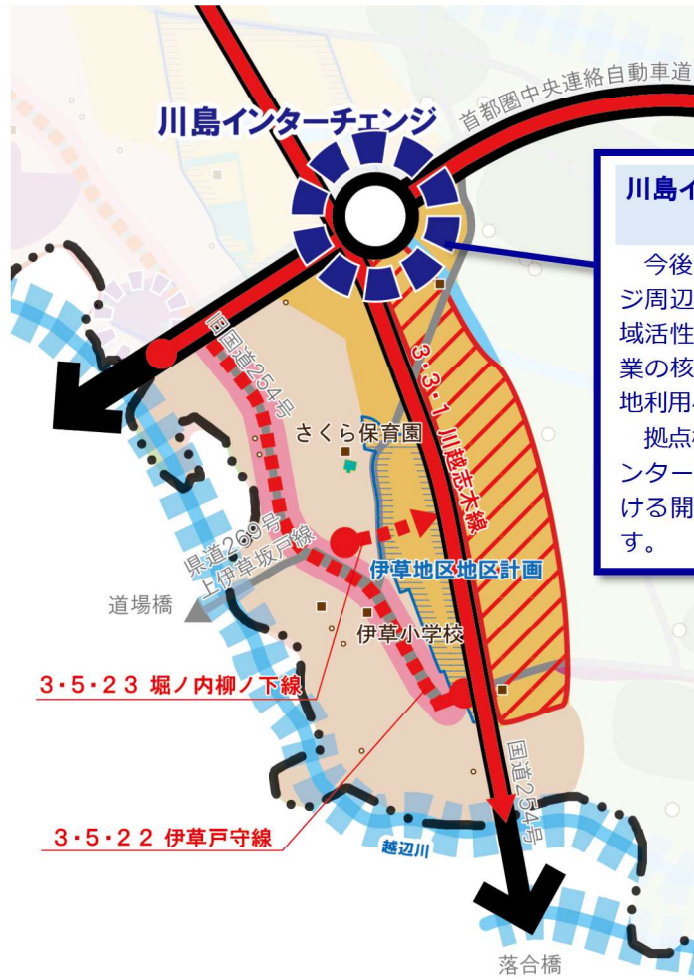 首都圏中央連絡自動車道
川島インターチェンジ
川島イ
今後
ジ周辺
域活性
業の核
地利用
拠点
ンター
ける開
す。
旧国道254号
3・3・1 川越志木線
さくら保育園
県道269号
上伊草坂戸線
伊草地区地区計画
道場橋
伊草小学校
3・5・23 堀ノ内柳ノ下線
国道254号
3・5・22 伊草戸守線
越辺川
落合橋